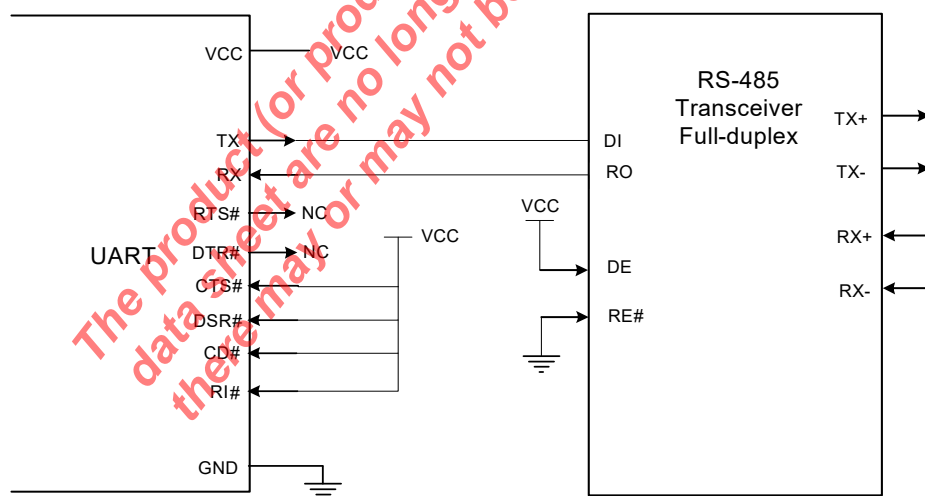 VCC
VCC
TX
RX
RTS#
NC
DTR#
NC
UART
CTS#
VCC
DSR#
CD#
RI#
GND
RS-485
Transceiver
Full-duplex
DI
RO
VCC
DE
RE#
TX+
TX-
RX+
RX-
The product (or produ
data sheet are no long
there may or may not b